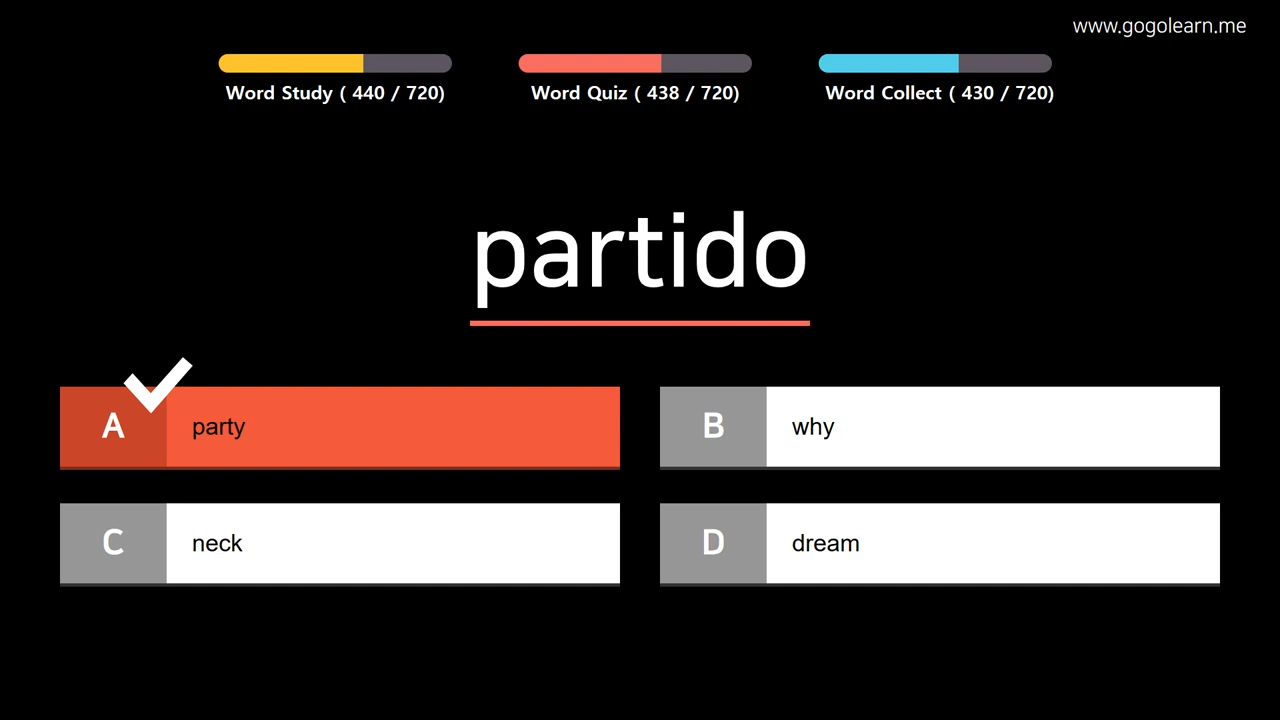 www.gogolearn.me
Word Study ( 440 / 720)
Word Quiz ( 438 / 720)
Word Collect ( 430 / 720)
partido
A party
B why
C neck
D dream